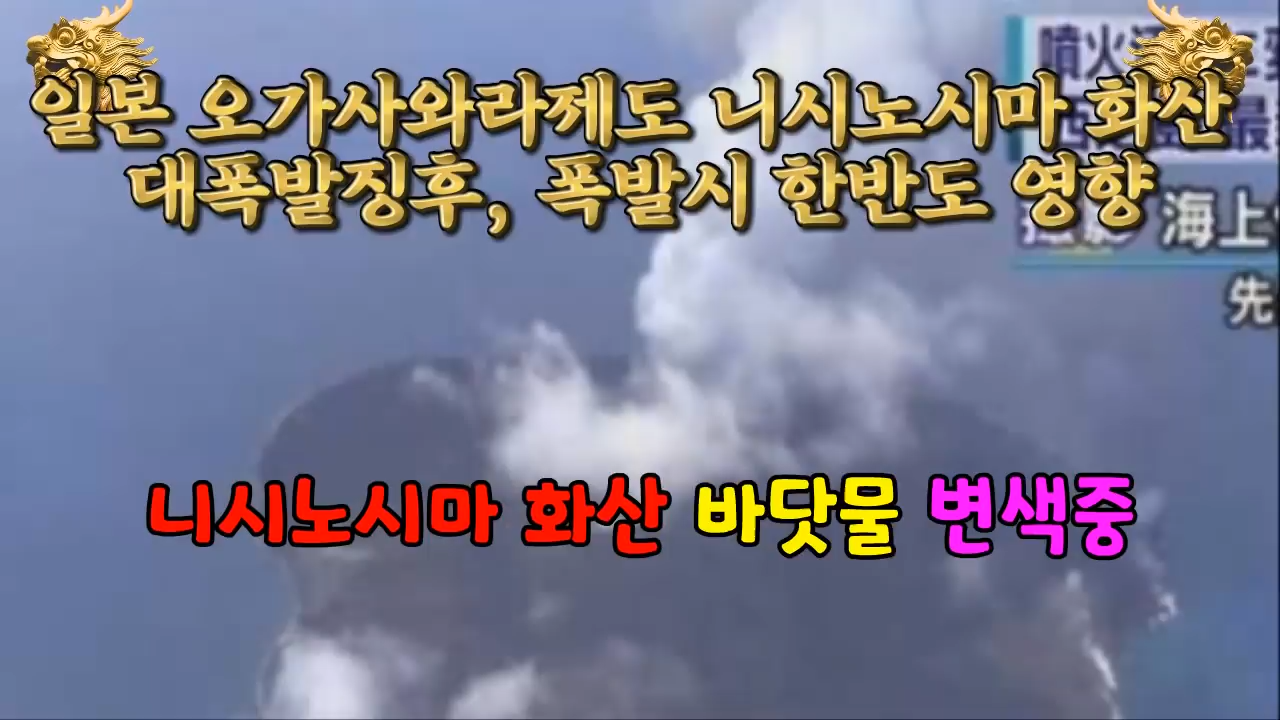 일본 오가사와라제도 니시노시마 화산
대폭발징후, 폭발시 한반도 영향
噴火
海上
先
니시노시마 화산 바닷물 변색중